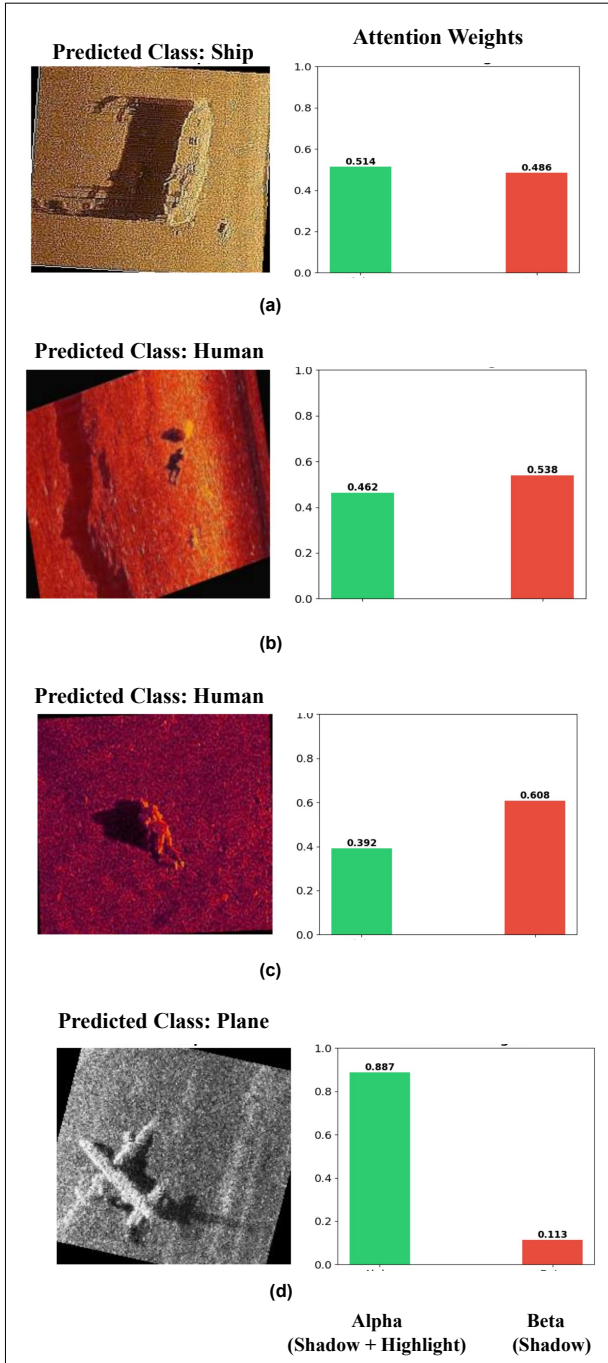 Predicted Class: Ship
Attention Weights
1.0
0.8
0.6
0.4
0.2
0.0
0.514
0.486
(a)
Predicted Class: Human
1.0
0.8
0.6
0.4
0.2
0.0
0.462
0.538
(b)
Predicted Class: Human
1.0
0.8
0.6
0.4
0.2
0.0
0.392
0.608
(c)
Predicted Class: Plane
1.0
0.8
0.6
0.4
0.2
0.0
0.887
0.113
(d)
Alpha
(Shadow + Highlight)
Beta
(Shadow)